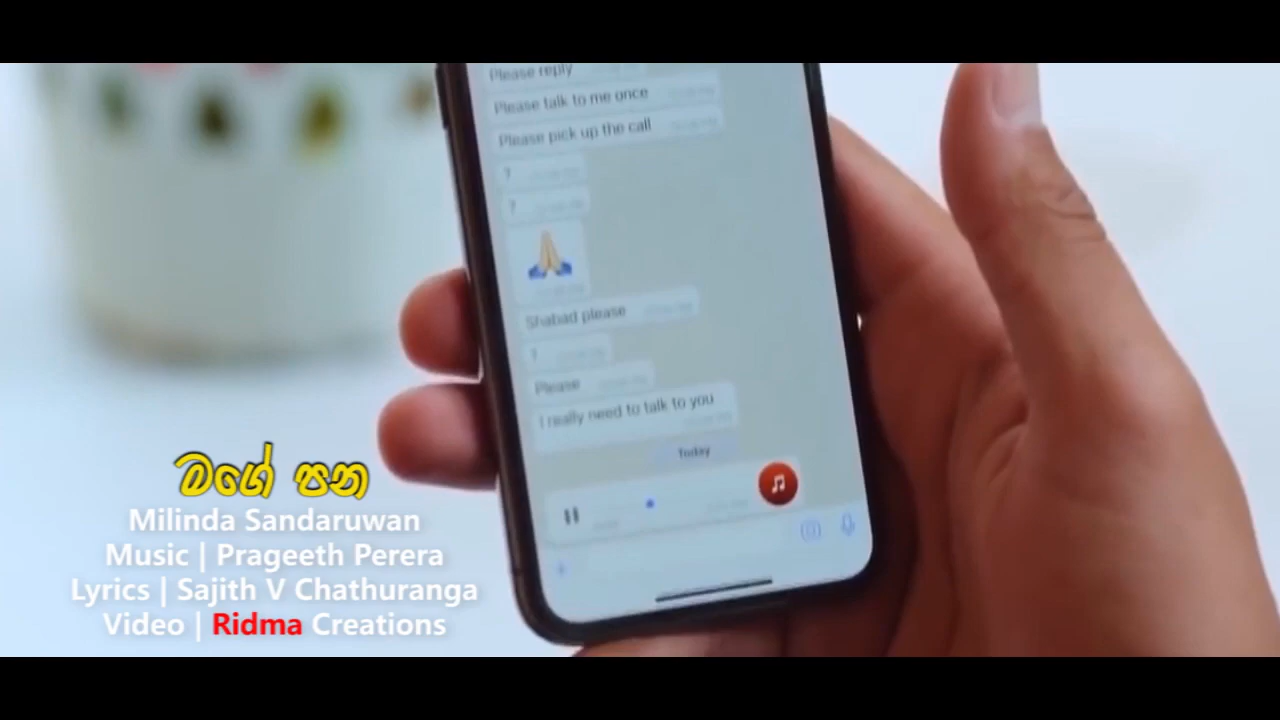 Please reply
Please talk to me once
Please pick up the call
?
?
Shabad please
?
Please
I really need to talk to you
Today
මගේ පන
Milinda Sandaruwan
Music | Prageeth Perera
Lyrics | Sajith V Chathuranga
Video | Ridma Creations